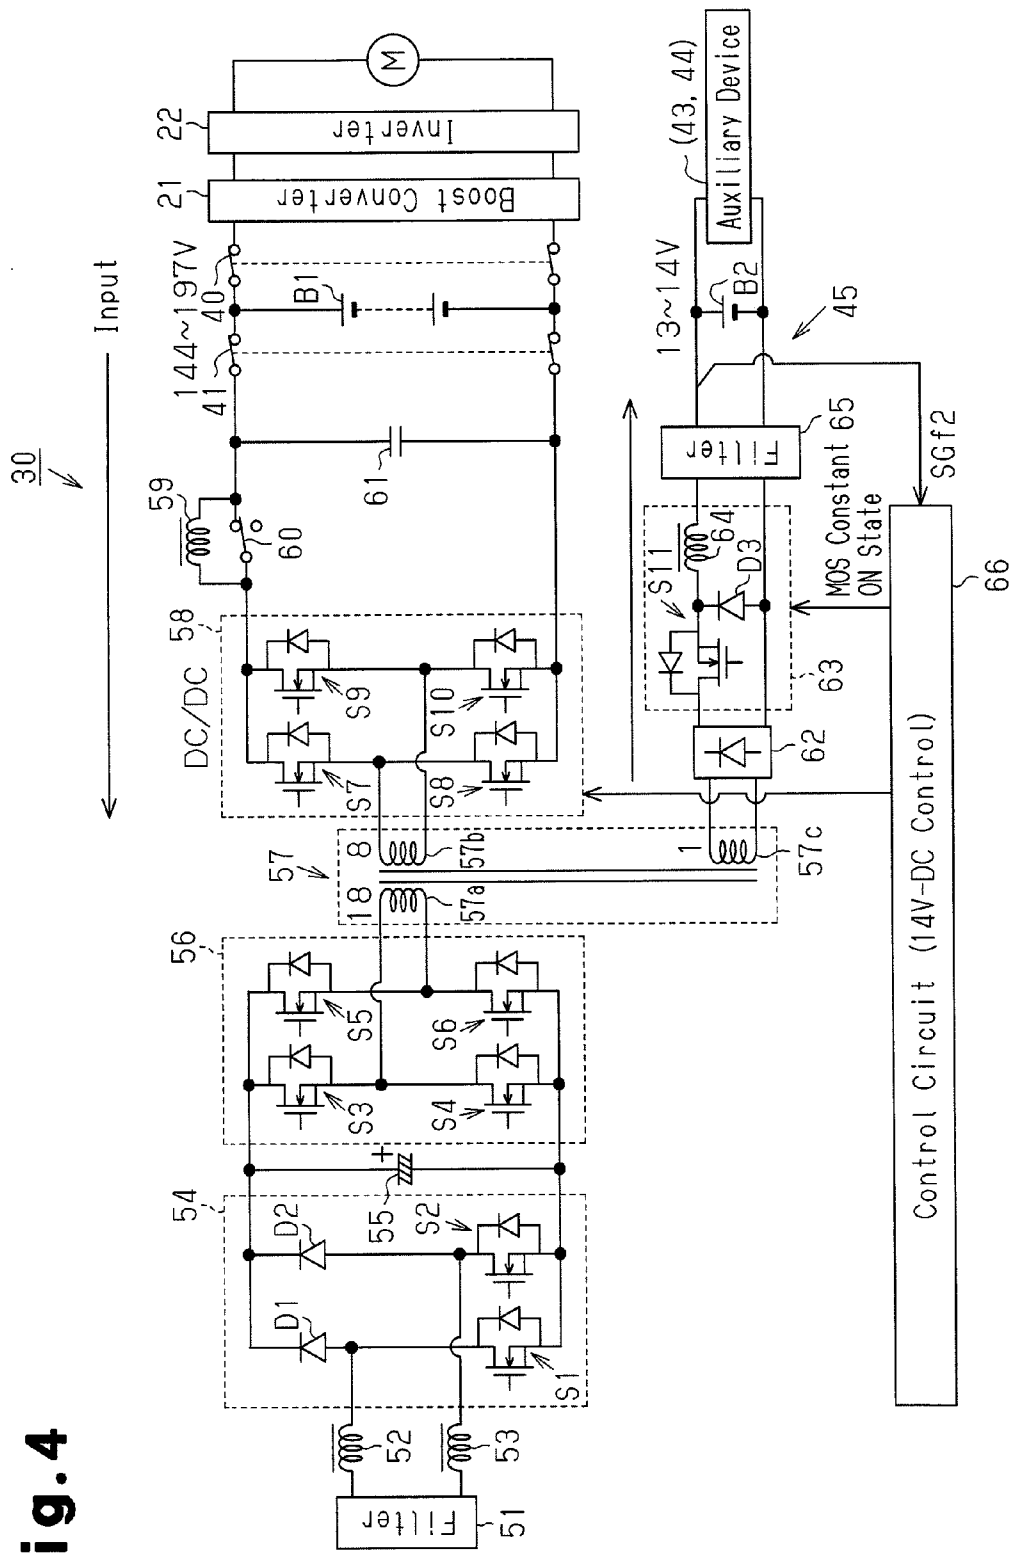 ig.4
30
Input
Filter
51
52
53
54
D1
D2
S1
S2
55
+
56
S3
S5
S4
S6
57
18
8
57a
57b
1
57c
DC/DC
58
S7
S9
S8
S10
59
60
61
41
144~197V
40
B1
21
Boost Converter
22
Inverter
M
62
63
S11
64
D3
Filter
65
13~14V
B2
45
(43, 44)
Auxiliary Device
MOS Constant
ON State
SGf2
66
Control Circuit (14V-DC Control)